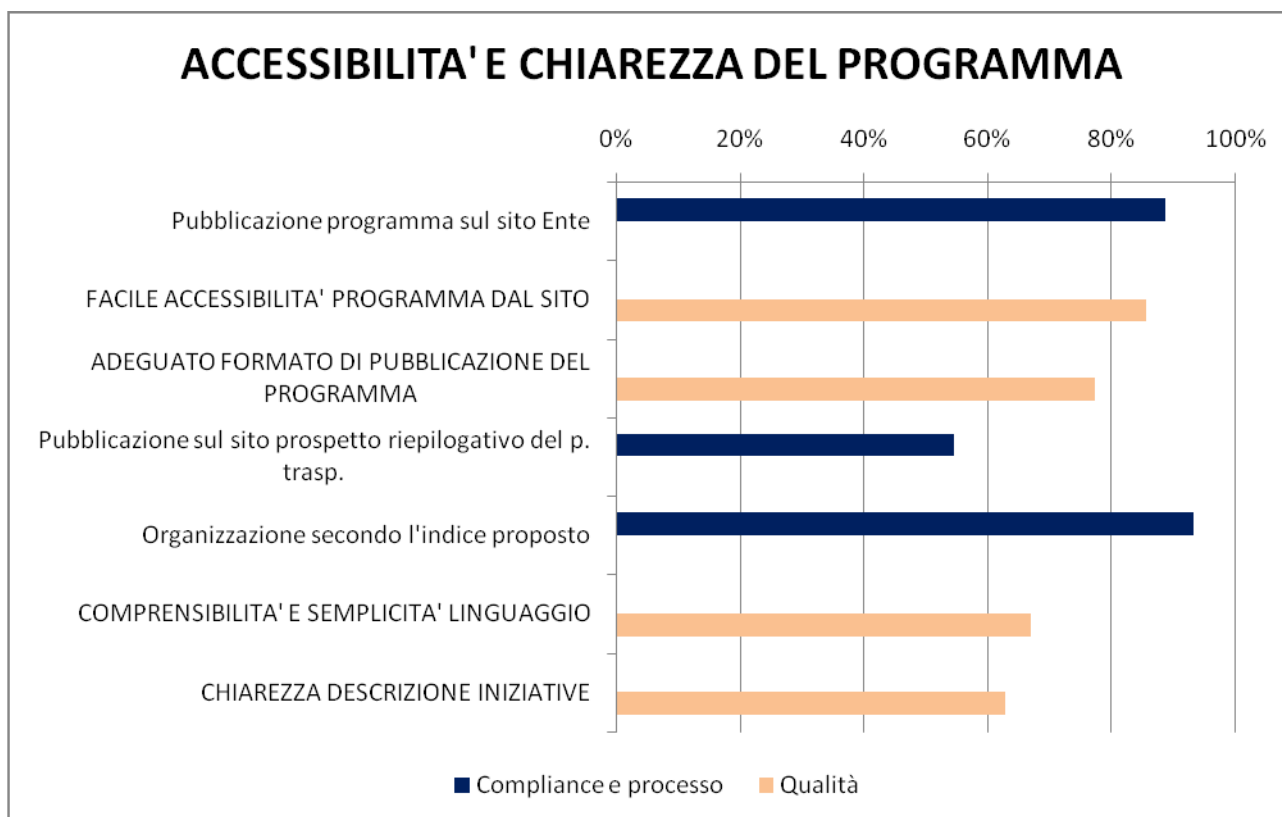 ACCESSIBILITA' E CHIAREZZA DEL PROGRAMMA
0% 20% 40% 60% 80% 100%
Pubblicazione programma sul sito Ente
FACILE ACCESSIBILITA' PROGRAMMA DAL SITO
ADEGUATO FORMATO DI PUBBLICAZIONE DEL
PROGRAMMA
Pubblicazione sul sito prospetto riepilogativo del p.
trasp.
Organizzazione secondo l'indice proposto
COMPRENSIBILITA' E SEMPLICITA' LINGUAGGIO
CHIAREZZA DESCRIZIONE INIZIATIVE
Compliance e processo Qualità